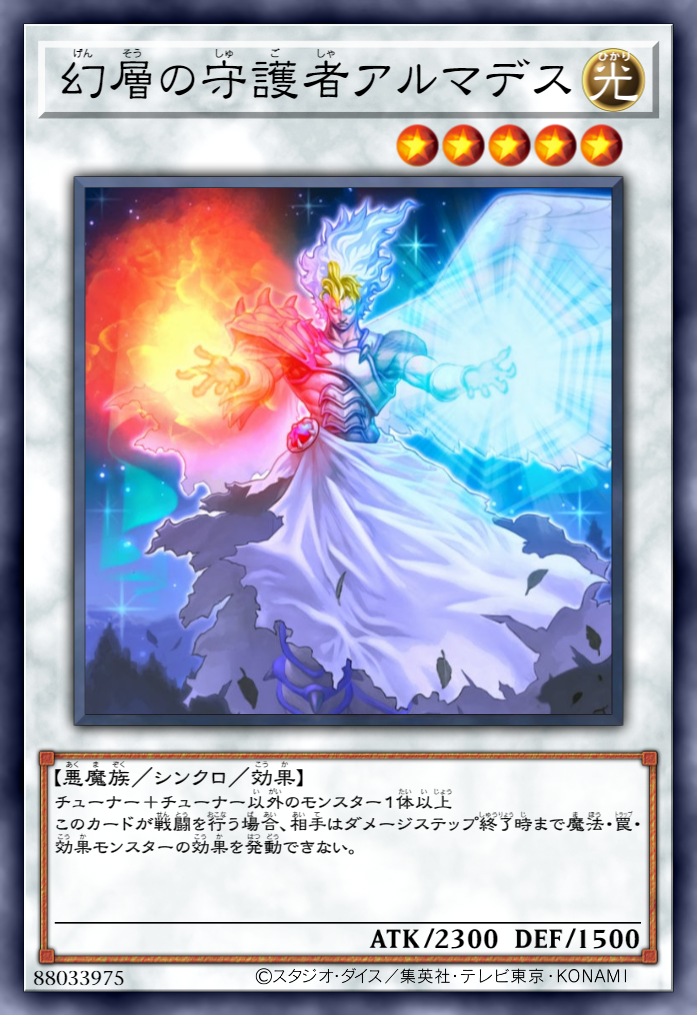 幻層の守護者アルマデス 光
【悪魔族／シンクロ／効果】
チューナー＋チューナー以外のモンスター1体以上
このカードが戦闘を行う場合、相手はダメージステップ終了時まで魔法・罠・
効果モンスターの効果を発動できない。
ATK/2300 DEF/1500
88033975 ©スタジオ・ダイス／集英社・テレビ東京・KONAMI